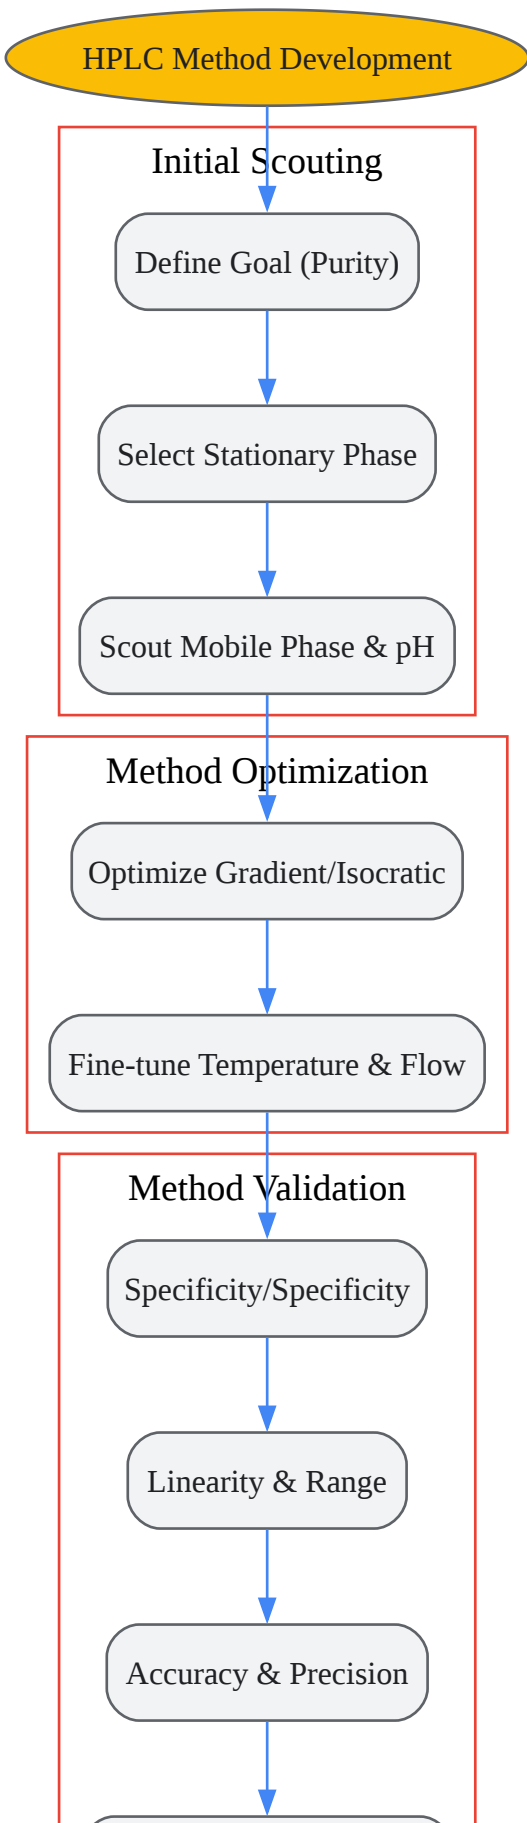 HPLC Method Development
Initial Scouting
Define Goal (Purity)
Select Stationary Phase
Scout Mobile Phase & pH
Method Optimization
Optimize Gradient/Isocratic
Fine-tune Temperature & Flow
Method Validation
Specificity/Specificity
Linearity & Range
Accuracy & Precision